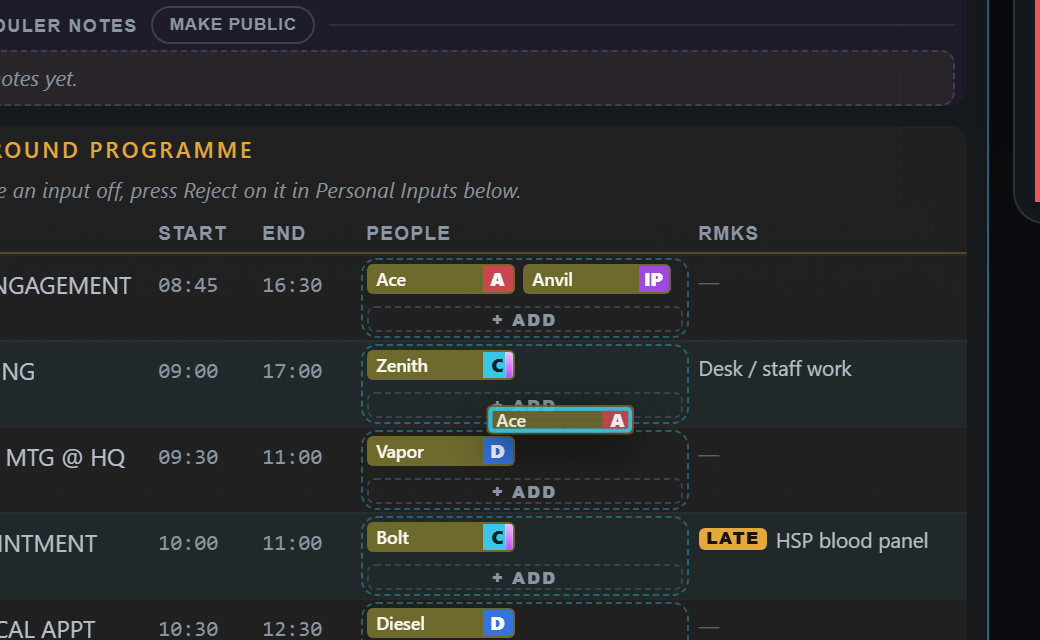 DULER NOTES MAKE PUBLIC
otes yet.
ROUND PROGRAMME
e an input off, press Reject on it in Personal Inputs below.
START END PEOPLE RMKS
NGAGEMENT 08:45 16:30 Ace A Anvil IP —
+ ADD
NG 09:00 17:00 Zenith C Desk / staff work
+ ADD
Ace A
MTG @ HQ 09:30 11:00 Vapor D —
+ ADD
INTMENT 10:00 11:00 Bolt C LATE HSP blood panel
+ ADD
CAL APPT 10:30 12:30 Diesel D —